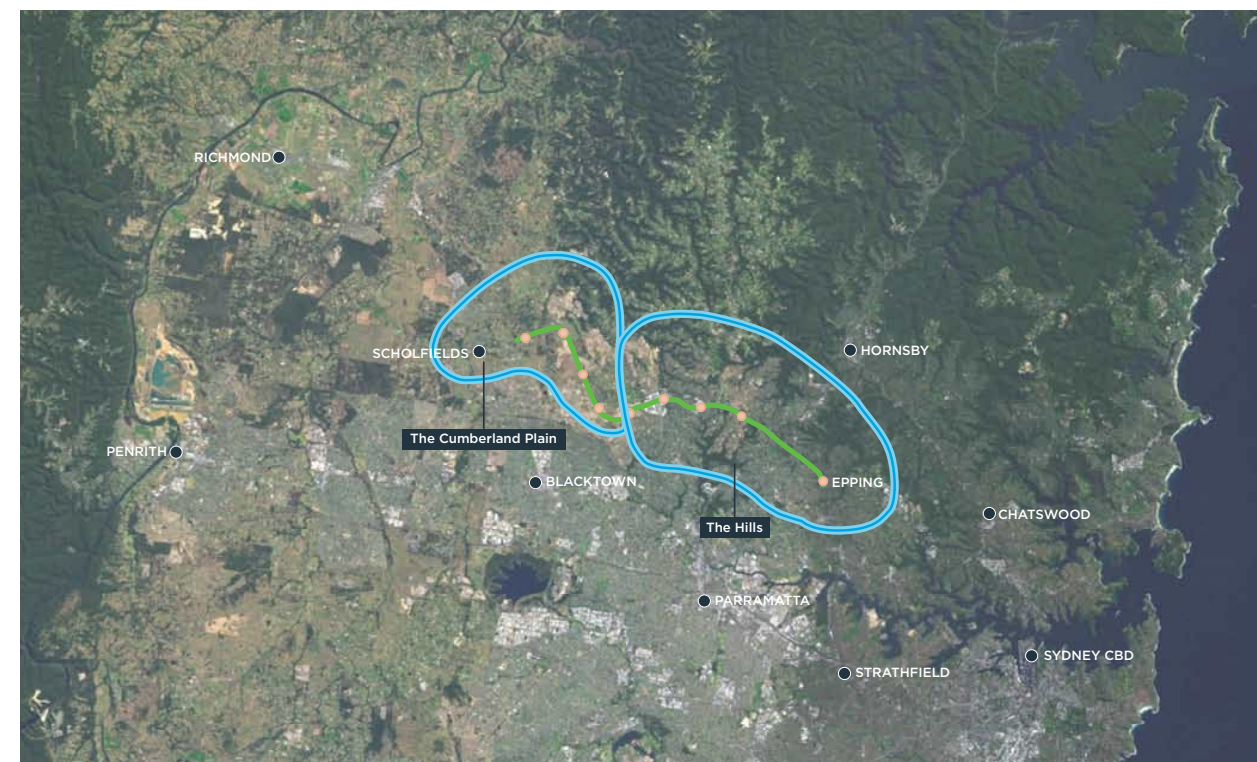 RICHMOND
HORNSBY
SCHOLFIELDS
The Cumberland Plain
PENRITH
BLACKTOWN
EPPING
CHATSWOOD
The Hills
PARRAMATTA
SYDNEY CBD
STRATHFIELD